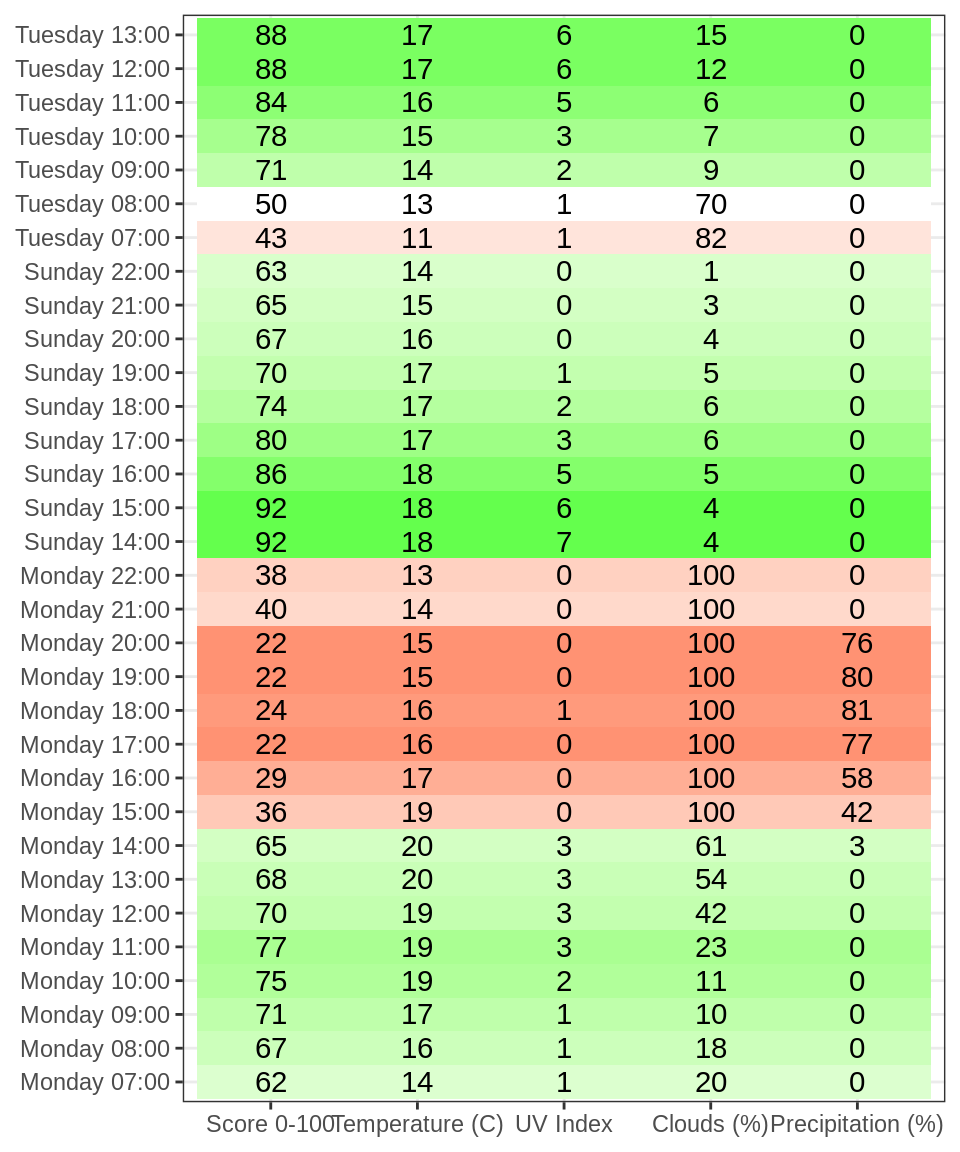 Tuesday 13:00 88 17 6 15 0
Tuesday 12:00 88 17 6 12 0
Tuesday 11:00 84 16 5 6 0
Tuesday 10:00 78 15 3 7 0
Tuesday 09:00 71 14 2 9 0
Tuesday 08:00 50 13 1 70 0
Tuesday 07:00 43 11 1 82 0
Sunday 22:00 63 14 0 1 0
Sunday 21:00 65 15 0 3 0
Sunday 20:00 67 16 0 4 0
Sunday 19:00 70 17 1 5 0
Sunday 18:00 74 17 2 6 0
Sunday 17:00 80 17 3 6 0
Sunday 16:00 86 18 5 5 0
Sunday 15:00 92 18 6 4 0
Sunday 14:00 92 18 7 4 0
Monday 22:00 38 13 0 100 0
Monday 21:00 40 14 0 100 0
Monday 20:00 22 15 0 100 76
Monday 19:00 22 15 0 100 80
Monday 18:00 24 16 1 100 81
Monday 17:00 22 16 0 100 77
Monday 16:00 29 17 0 100 58
Monday 15:00 36 19 0 100 42
Monday 14:00 65 20 3 61 3
Monday 13:00 68 20 3 54 0
Monday 12:00 70 19 3 42 0
Monday 11:00 77 19 3 23 0
Monday 10:00 75 19 2 11 0
Monday 09:00 71 17 1 10 0
Monday 08:00 67 16 1 18 0
Monday 07:00 62 14 1 20 0
Score 0-100 Temperature (C) UV Index Clouds (%) Precipitation (%)